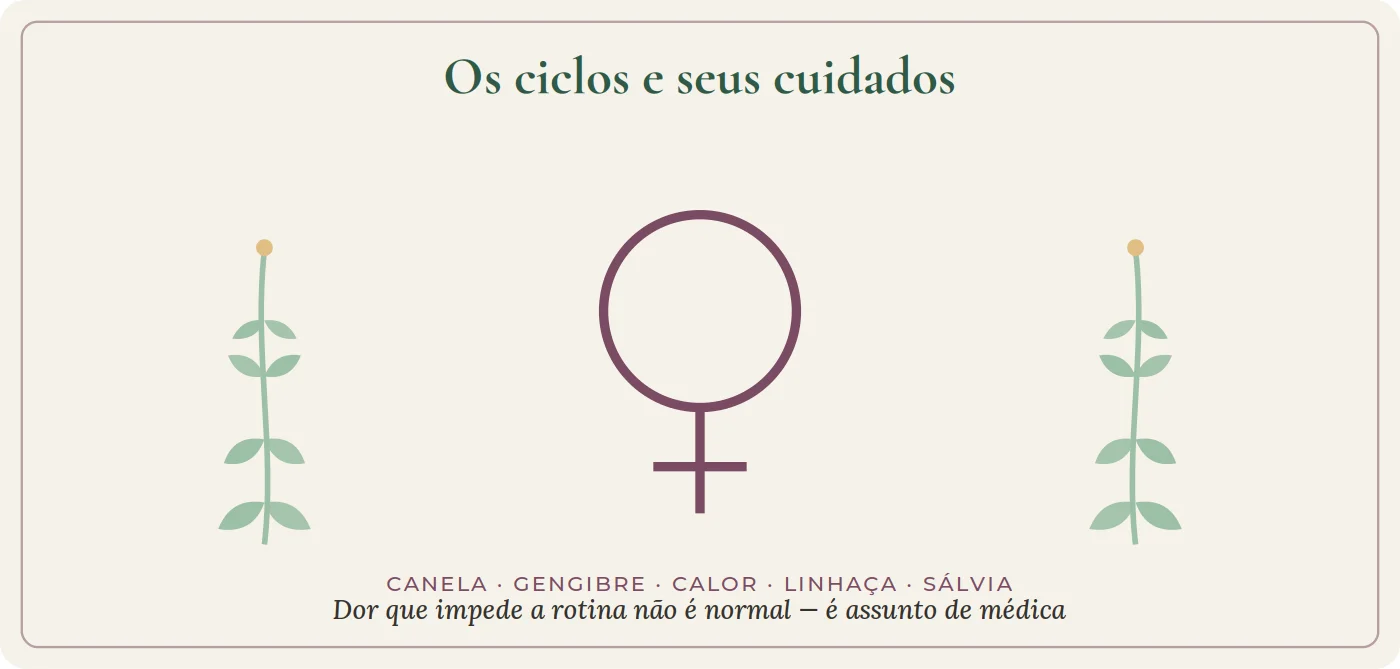 Os ciclos e seus cuidados
CANELA · GENGIBRE · CALOR · LINHAÇA · SÁLVIA
Dor que impede a rotina não é normal — é assunto de médica